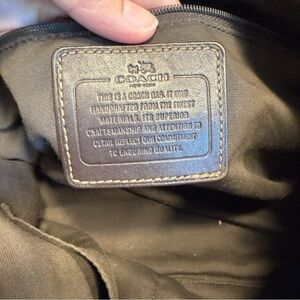 COACH
NEW YORK
THIS IS A COACH BAG. IT WAS
HANDCRAFTED FROM THE FINEST
MATERIALS. ITS SUPERIOR
CRAFTSMANSHIP AND ATTENTION TO
DETAIL REFLECT OUR COMMITMENT
TO ENDURING QUALITY.